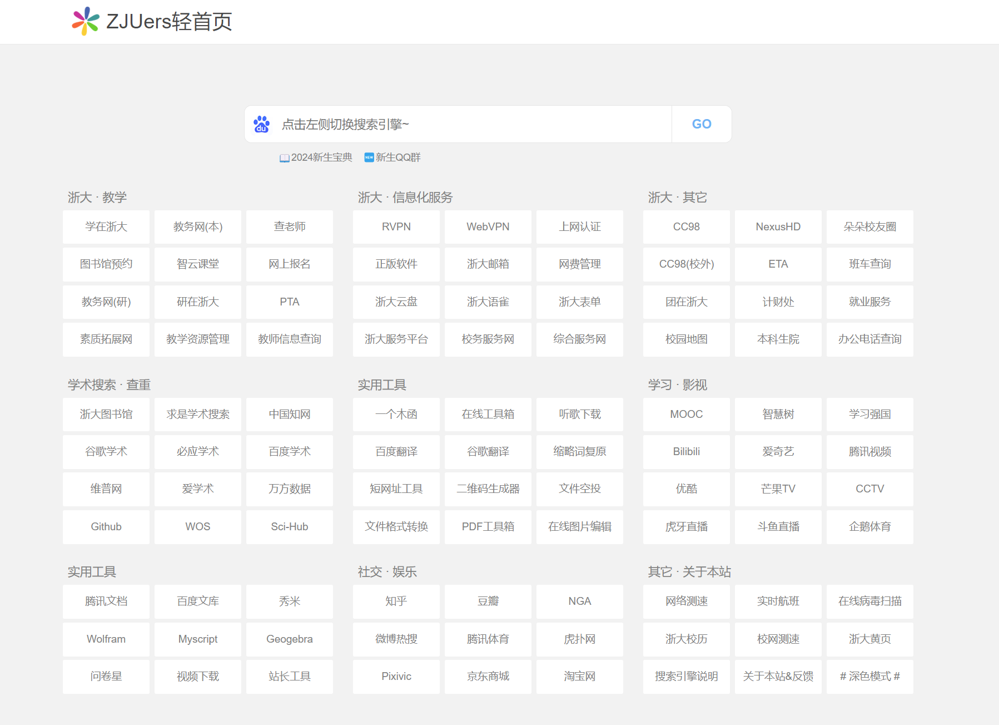 ZJUers轻首页
du 点击左侧切换搜索引擎~ GO
2024新生宝典 NEW 新生QQ群
浙大 · 教学
学在浙大 教务网(本) 查老师
图书馆预约 智云课堂 网上报名
教务网(研) 研在浙大 PTA
素质拓展网 教学资源管理 教师信息查询
浙大 · 信息化服务
RVPN WebVPN 上网认证
正版软件 浙大邮箱 网费管理
浙大云盘 浙大语雀 浙大表单
浙大服务平台 校务服务网 综合服务网
浙大 · 其它
CC98 NexusHD 朵朵校友圈
CC98(校外) ETA 班车查询
团在浙大 计财处 就业服务
校园地图 本科生院 办公电话查询
学术搜索 · 查重
浙大图书馆 求是学术搜索 中国知网
谷歌学术 必应学术 百度学术
维普网 爱学术 万方数据
Github WOS Sci-Hub
实用工具
一个木函 在线工具箱 听歌下载
百度翻译 谷歌翻译 缩略词复原
短网址工具 二维码生成器 文件空投
文件格式转换 PDF工具箱 在线图片编辑
学习 · 影视
MOOC 智慧树 学习强国
Bilibili 爱奇艺 腾讯视频
优酷 芒果TV CCTV
虎牙直播 斗鱼直播 企鹅体育
实用工具
腾讯文档 百度文库 秀米
Wolfram Myscript Geogebra
问卷星 视频下载 站长工具
社交 · 娱乐
知乎 豆瓣 NGA
微博热搜 腾讯体育 虎扑网
Pixivic 京东商城 淘宝网
其它 · 关于本站
网络测速 实时航班 在线病毒扫描
浙大校历 校网测速 浙大黄页
搜索引擎说明 关于本站&反馈 # 深色模式 #